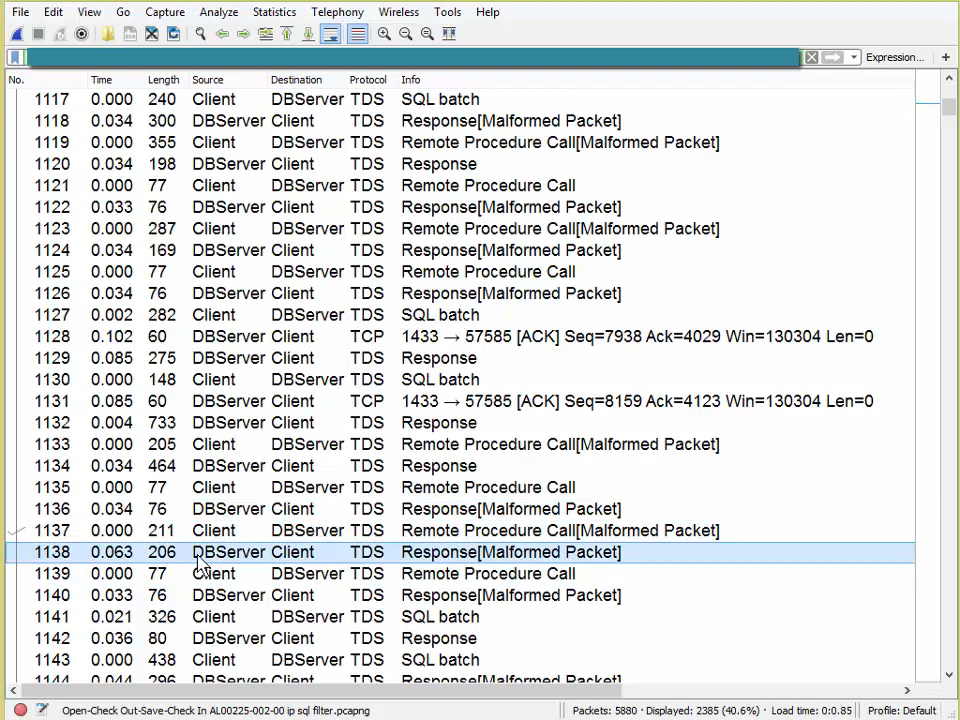 File Edit View Go Capture Analyze Statistics Telephony Wireless Tools Help
Expression... +
No. Time Length Source Destination Protocol Info
1117 0.000 240 Client DBServer TDS SQL batch
1118 0.034 300 DBServer Client TDS Response[Malformed Packet]
1119 0.000 355 Client DBServer TDS Remote Procedure Call[Malformed Packet]
1120 0.034 198 DBServer Client TDS Response
1121 0.000 77 Client DBServer TDS Remote Procedure Call
1122 0.033 76 DBServer Client TDS Response[Malformed Packet]
1123 0.000 287 Client DBServer TDS Remote Procedure Call[Malformed Packet]
1124 0.034 169 DBServer Client TDS Response
1125 0.000 77 Client DBServer TDS Remote Procedure Call
1126 0.034 76 DBServer Client TDS Response[Malformed Packet]
1127 0.002 282 Client DBServer TDS SQL batch
1128 0.102 60 DBServer Client TCP 1433 → 57585 [ACK] Seq=7938 Ack=4029 Win=130304 Len=0
1129 0.085 275 DBServer Client TDS Response
1130 0.000 148 Client DBServer TDS SQL batch
1131 0.085 60 DBServer Client TCP 1433 → 57585 [ACK] Seq=8159 Ack=4123 Win=130304 Len=0
1132 0.004 733 DBServer Client TDS Response
1133 0.000 205 Client DBServer TDS Remote Procedure Call[Malformed Packet]
1134 0.034 464 DBServer Client TDS Response
1135 0.000 77 Client DBServer TDS Remote Procedure Call
1136 0.034 76 DBServer Client TDS Response[Malformed Packet]
1137 0.000 211 Client DBServer TDS Remote Procedure Call[Malformed Packet]
1138 0.063 206 DBServer Client TDS Response[Malformed Packet]
1139 0.000 77 Client DBServer TDS Remote Procedure Call
1140 0.033 76 DBServer Client TDS Response[Malformed Packet]
1141 0.021 326 Client DBServer TDS SQL batch
1142 0.036 80 DBServer Client TDS Response
1143 0.000 438 Client DBServer TDS SQL batch
1144 0.044 296 DBServer Client TDS Response[Malformed Packet]
Open-Check Out-Save-Check In AL00225-002-00 ip sql filter.pcapng Packets: 5880 · Displayed: 2385 (40.6%) · Load time: 0:0.85 Profile: Default